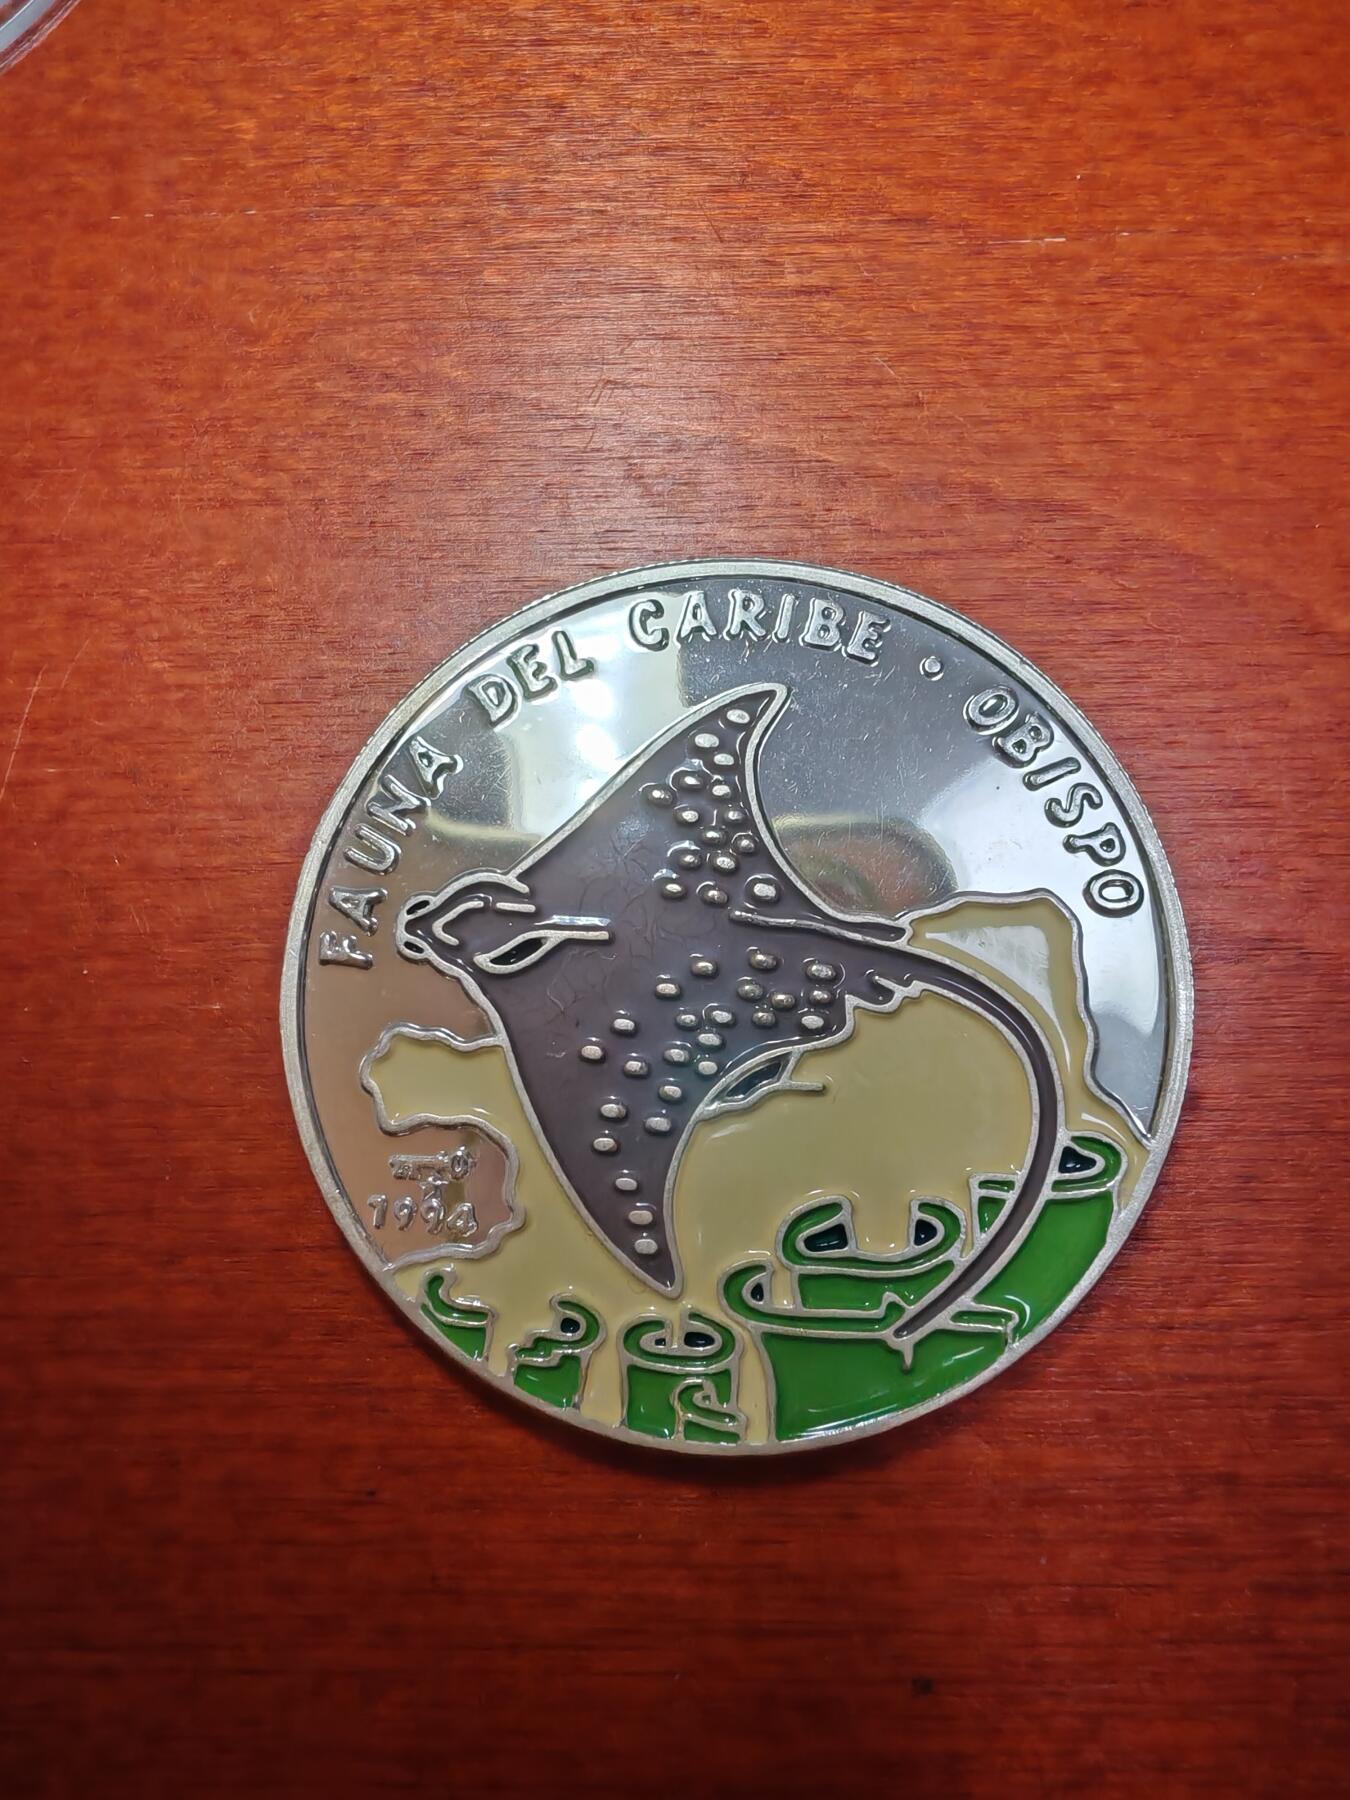 FAUNA DEL CARIBE · OBISPO
1994